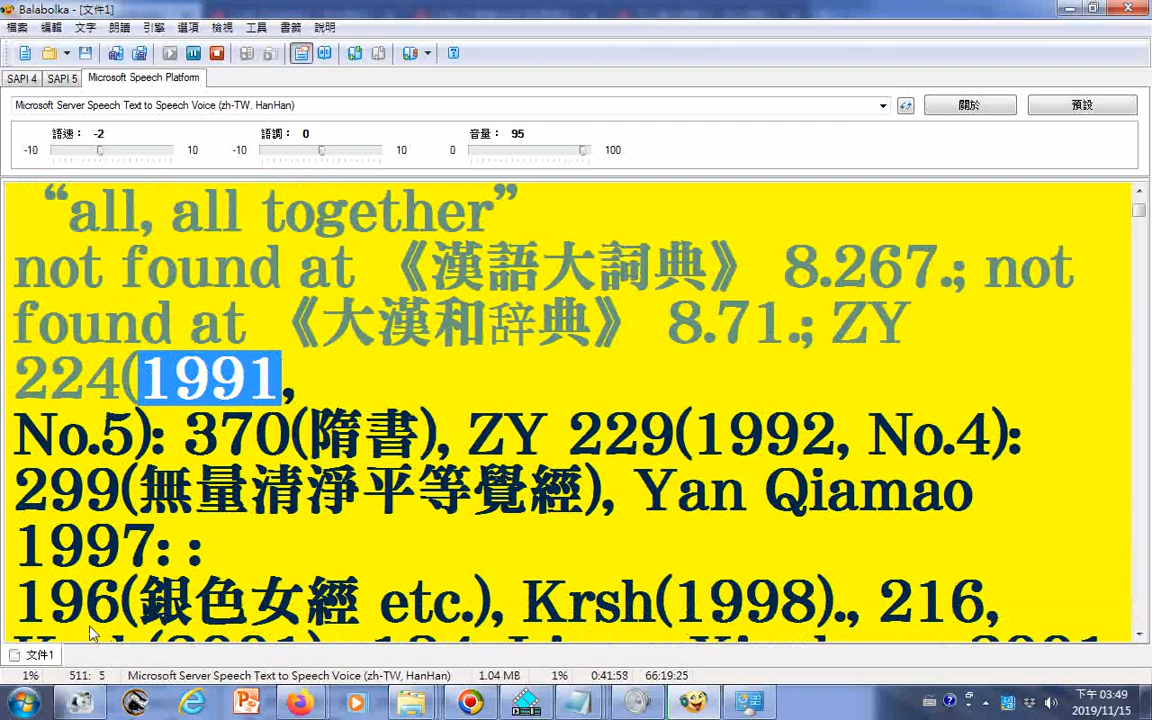 Balabolka - [文件1]
檔案 編輯 文字 朗讀 引擎 選項 檢視 工具 書籤 說明
SAPI 4 SAPI 5 Microsoft Speech Platform
Microsoft Server Speech Text to Speech Voice (zh-TW, HanHan) 關於 預設
語速： -2 語調： 0 音量： 95
-10 10 -10 10 0 100
“all, all together”
not found at 《漢語大詞典》 8.267.; not
found at 《大漢和辞典》 8.71.; ZY
224(1991,
No.5): 370(隋書), ZY 229(1992, No.4):
299(無量清淨平等覺經), Yan Qiamao
1997: :
196(銀色女經 etc.), Krsh(1998)., 216,
文件1
1% 511: 5 Microsoft Server Speech Text to Speech Voice (zh-TW, HanHan) 1.04 MB 1% 0:41:58 66:19:25
下午 03:49
2019/11/15